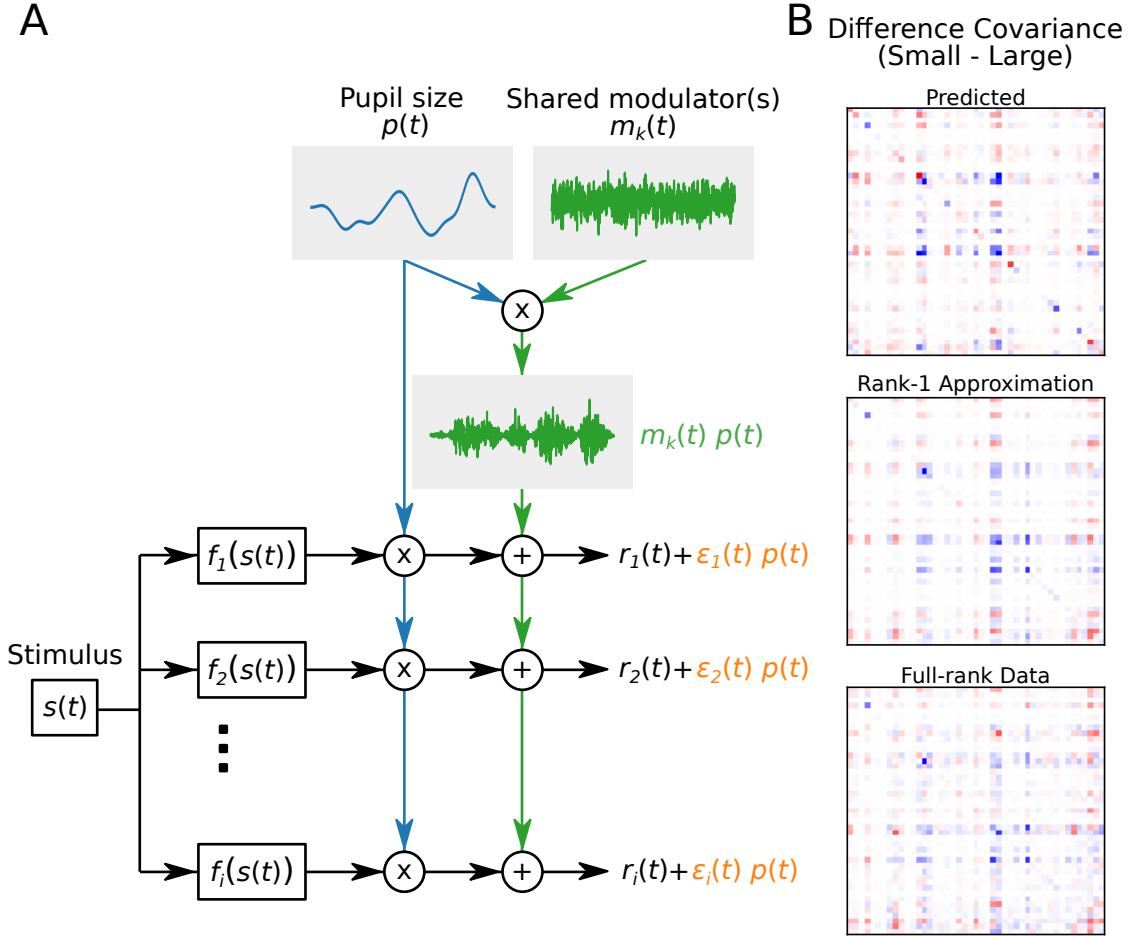 A
Pupil size
p(t)
Shared modulator(s)
m_k(t)
x
m_k(t) p(t)
f_1(s(t))
x
+
r_1(t)+ε_1(t) p(t)
Stimulus
s(t)
f_2(s(t))
x
+
r_2(t)+ε_2(t) p(t)
f_i(s(t))
x
+
r_i(t)+ε_i(t) p(t)
B
Difference Covariance
(Small - Large)
Predicted
Rank-1 Approximation
Full-rank Data